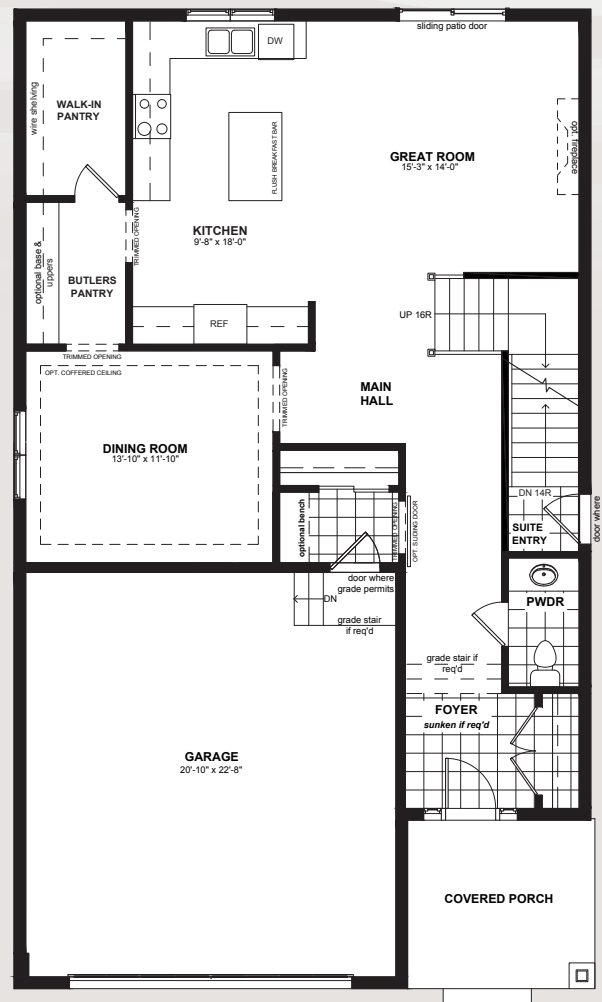 sliding patio door
DW
wire shelving
WALK-IN
PANTRY
FLUSH BREAKFAST BAR
GREAT ROOM
15'-3" x 14'-0"
opt. fireplace
KITCHEN
9'-8" x 18'-0"
TRIMMED OPENING
optional base &
uppers
BUTLERS
PANTRY
REF
UP 16R
TRIMMED OPENING
OPT. COFFERED CEILING
TRIMMED OPENING
MAIN
HALL
DINING ROOM
13'-10" x 11'-10"
DN 14R
SUITE
ENTRY
door where
optional bench
TRIMMED OPENING
OPT. SLIDING DOOR
door where
grade permits
DN
grade stair
if req'd
PWDR
grade stair if
req'd
FOYER
sunken if req'd
GARAGE
20'-10" x 22'-8"
COVERED PORCH